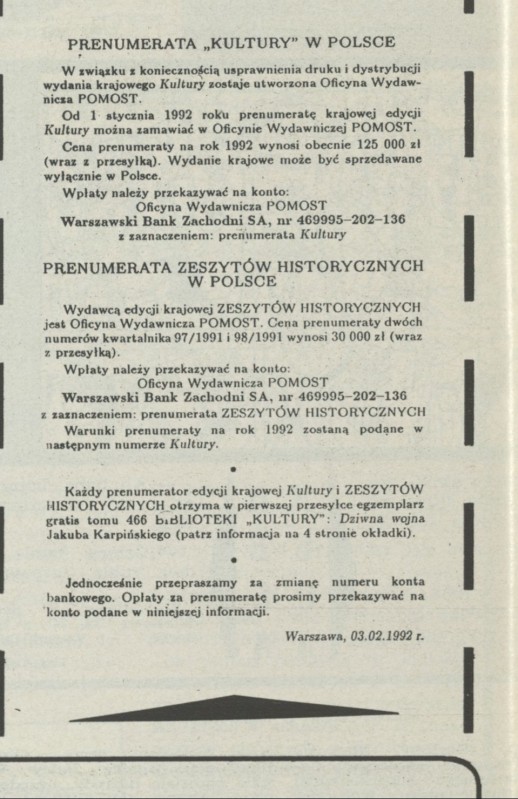 PRENUMERATA „KULTURY” W POLSCE
W związku z koniecznością usprawnienia druku i dystrybucji
wydania krajowego Kultury zostaje utworzona Oficyna Wydaw-
nicza POMOST.
Od 1 stycznia 1992 roku prenumeratę krajowej edycji
Kultury można zamawiać w Oficynie Wydawniczej POMOST.
Cena prenumeraty na rok 1992 wynosi obecnie 125 000 zł
(wraz z przesyłką). Wydanie krajowe może być sprzedawane
wyłącznie w Polsce.
Wpłaty należy przekazywać na konto:
Oficyna Wydawnicza POMOST
Warszawski Bank Zachodni SA, nr 469995-202-136
z zaznaczeniem: prenumerata Kultury
PRENUMERATA ZESZYTÓW HISTORYCZNYCH
W POLSCE
Wydawcą edycji krajowej ZESZYTÓW HISTORYCZNYCH
jest Oficyna Wydawnicza POMOST. Cena prenumeraty dwóch
numerów kwartalnika 97/1991 i 98/1991 wynosi 30 000 zł (wraz
z przesyłką).
Wpłaty należy przekazywać na konto:
Oficyna Wydawnicza POMOST
Warszawski Bank Zachodni SA, nr 469995-202-136
z zaznaczeniem: prenumerata ZESZYTÓW HISTORYCZNYCH
Warunki prenumeraty na rok 1992 zostaną podane w
następnym numerze Kultury.
•
Każdy prenumerator edycji krajowej Kultury i ZESZYTÓW
HISTORYCZNYCH otrzyma w pierwszej przesyłce egzemplarz
gratis tomu 466 BIBLIOTEKI „KULTURY”: Dziwna wojna
Jakuba Karpińskiego (patrz informacja na 4 stronie okładki).
•
Jednocześnie przepraszamy za zmianę numeru konta
bankowego. Opłaty za prenumeratę prosimy przekazywać na
konto podane w niniejszej informacji.
Warszawa, 03.02.1992 r.